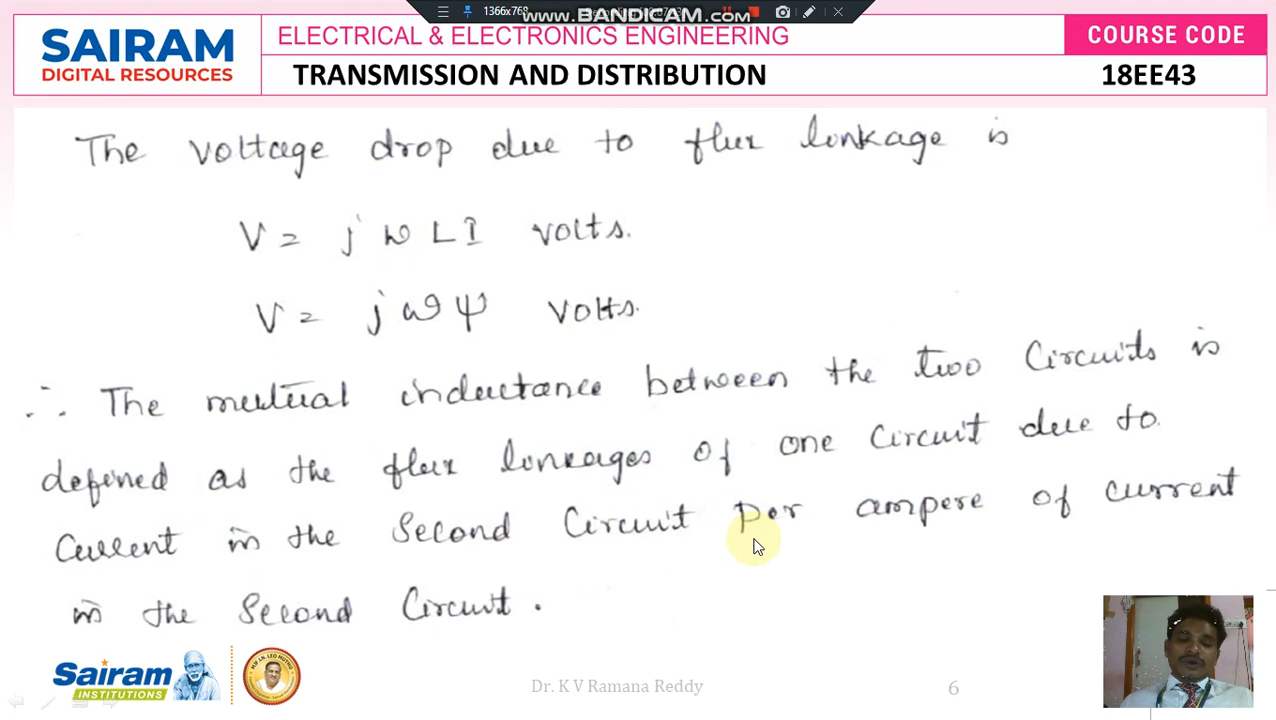 1366x768
www.BANDICAM.com
SAIRAM
DIGITAL RESOURCES
ELECTRICAL & ELECTRONICS ENGINEERING
COURSE CODE
TRANSMISSION AND DISTRIBUTION
18EE43
The voltage drop due to flux linkage is
V = jωLI volts.
V = jωψ volts.
∴ The mutual inductance between the two Circuits is
defined as the flux linkages of one circuit due to
Current in the Second Circuit per ampere of current
in the Second Circuit.
Sairam
INSTITUTIONS
Dr. K V Ramana Reddy
6